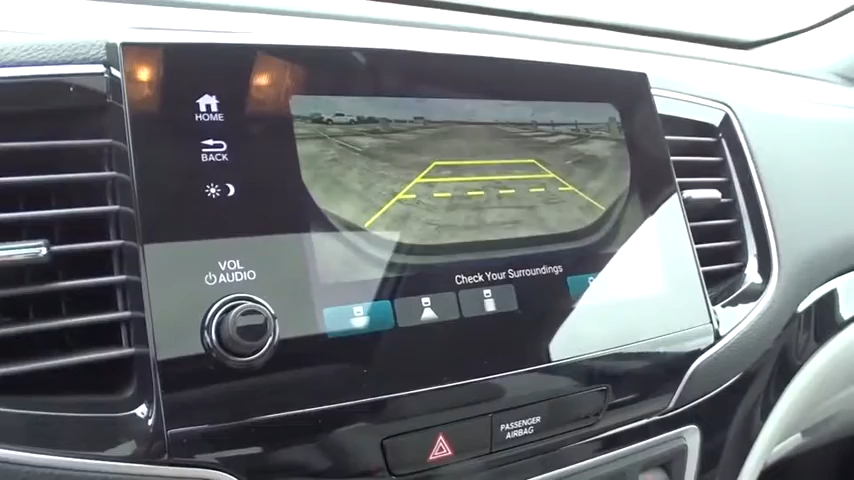 HOME
BACK
VOL
AUDIO
Check Your Surroundings
PASSENGER
AIRBAG